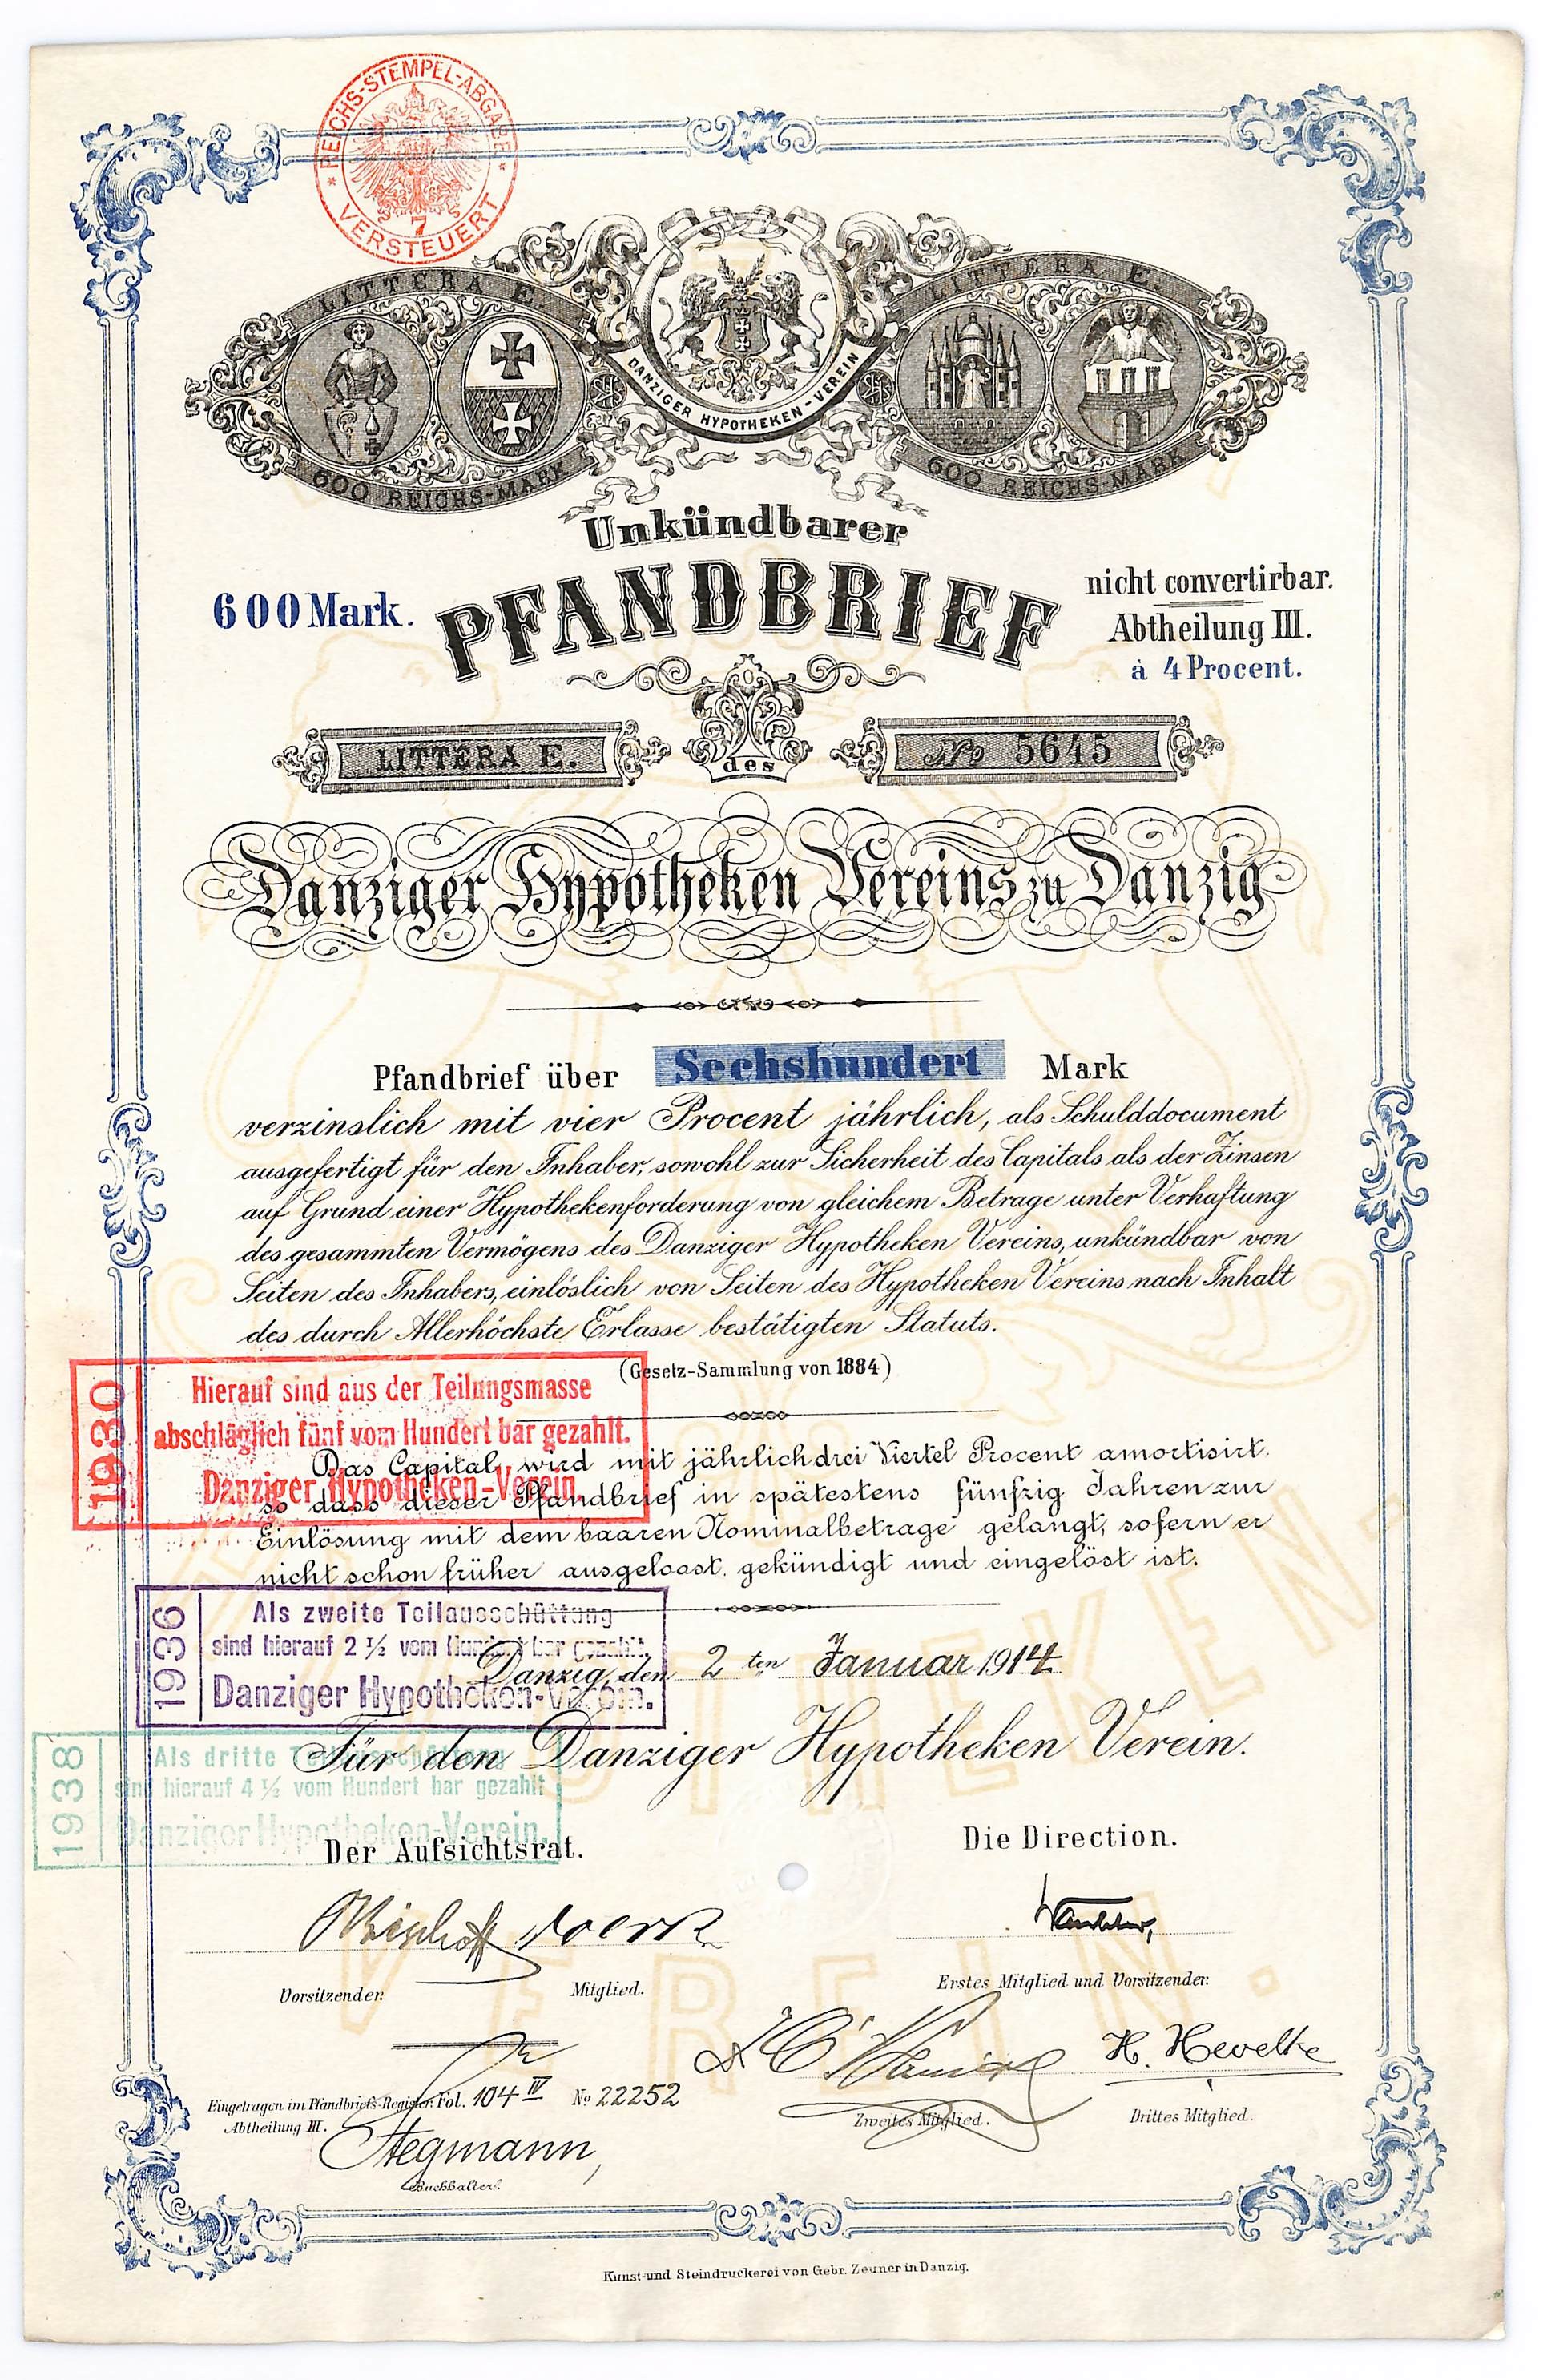 REICHS-STEMPEL-ABGABE
7
VERSTEUERT
LITTERA E.
LITTERA E.
DANZIGER HYPOTHEKEN-VEREIN
600 REICHS-MARK
600 REICHS-MARK
Unkündbarer
PFANDBRIEF
600 Mark.
nicht convertirbar.
Abtheilung III.
à 4 Procent.
LITTERA E.
des
No 5645
Danziger Hypotheken Vereins zu Danzig
Pfandbrief über Sechshundert Mark
verzinslich mit vier Procent jährlich, als Schulddocument
ausgefertigt für den Inhaber, sowohl zur Sicherheit des Capitals als der Zinsen
auf Grund einer Hypothekenforderung von gleichem Betrage unter Verhaftung
des gesammten Vermögens des Danziger Hypotheken Vereins, unkündbar von
Seiten des Inhabers, einlöslich von Seiten des Hypotheken Vereins nach Inhalt
des durch Allerhöchste Erlasse bestätigten Statuts.
(Gesetz-Sammlung von 1884)
1930
Hierauf sind aus der Teilungsmasse
abschläglich fünf vom Hundert bar gezahlt.
Danziger Hypotheken-Verein.
Das Capital wird mit jährlich drei Viertel Procent amortisirt.
so dass dieser Pfandbrief in spätestens fünfzig Jahren zur
Einlösung mit dem baaren Nominalbetrage gelangt, sofern er
nicht schon früher ausgeloost, gekündigt und eingelöst ist.
1936
Als zweite Teilausschüttung
sind hierauf 2 1/2 vom Hundert bar gezahlt.
Danziger Hypotheken-Verein.
Danzig, den 2 ten Januar 1914
Für den Danziger Hypotheken Verein.
1938
Als dritte Teilausschüttung
sind hierauf 4 1/2 vom Hundert bar gezahlt
Danziger Hypotheken-Verein.
Der Aufsichtsrat.
Die Direction.
Bischoff
Vorsitzender.
Mitglied.
Erstes Mitglied und Vorsitzender.
H. Hevelke
Eingetragen im Pfandbriefs-Register: Fol. 104 IV No 22252
Abtheilung III.
Zweites Mitglied.
Drittes Mitglied.
Stegmann,
Buchhalter.
HYPOTHEKEN
VEREIN.
Kunst- und Steindruckerei von Gebr. Zeuner in Danzig.